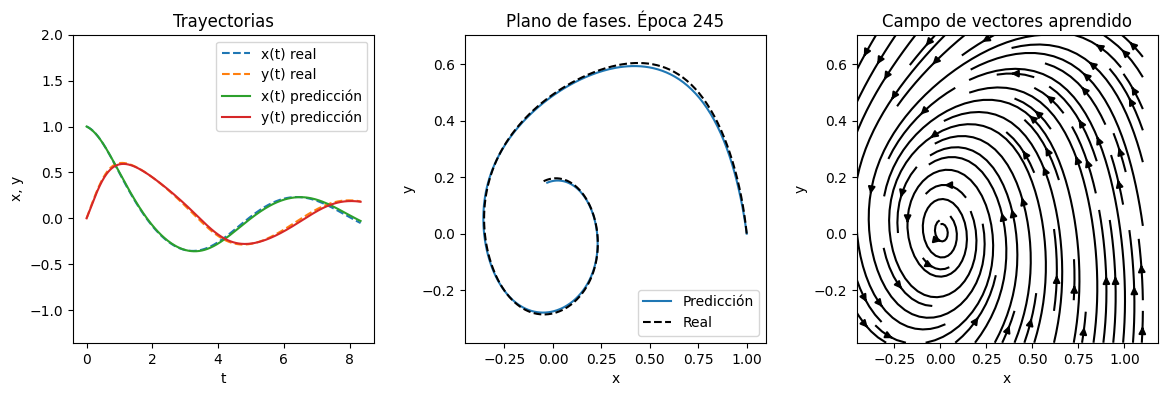 Trayectorias
2.0
1.5
1.0
0.5
0.0
−0.5
−1.0
x, y
0
2
4
6
8
t
x(t) real
y(t) real
x(t) predicción
y(t) predicción
Plano de fases. Época 245
0.6
0.4
0.2
0.0
−0.2
y
−0.25
0.00
0.25
0.50
0.75
1.00
x
Predicción
Real
Campo de vectores aprendido
0.6
0.4
0.2
0.0
−0.2
y
−0.25
0.00
0.25
0.50
0.75
1.00
x